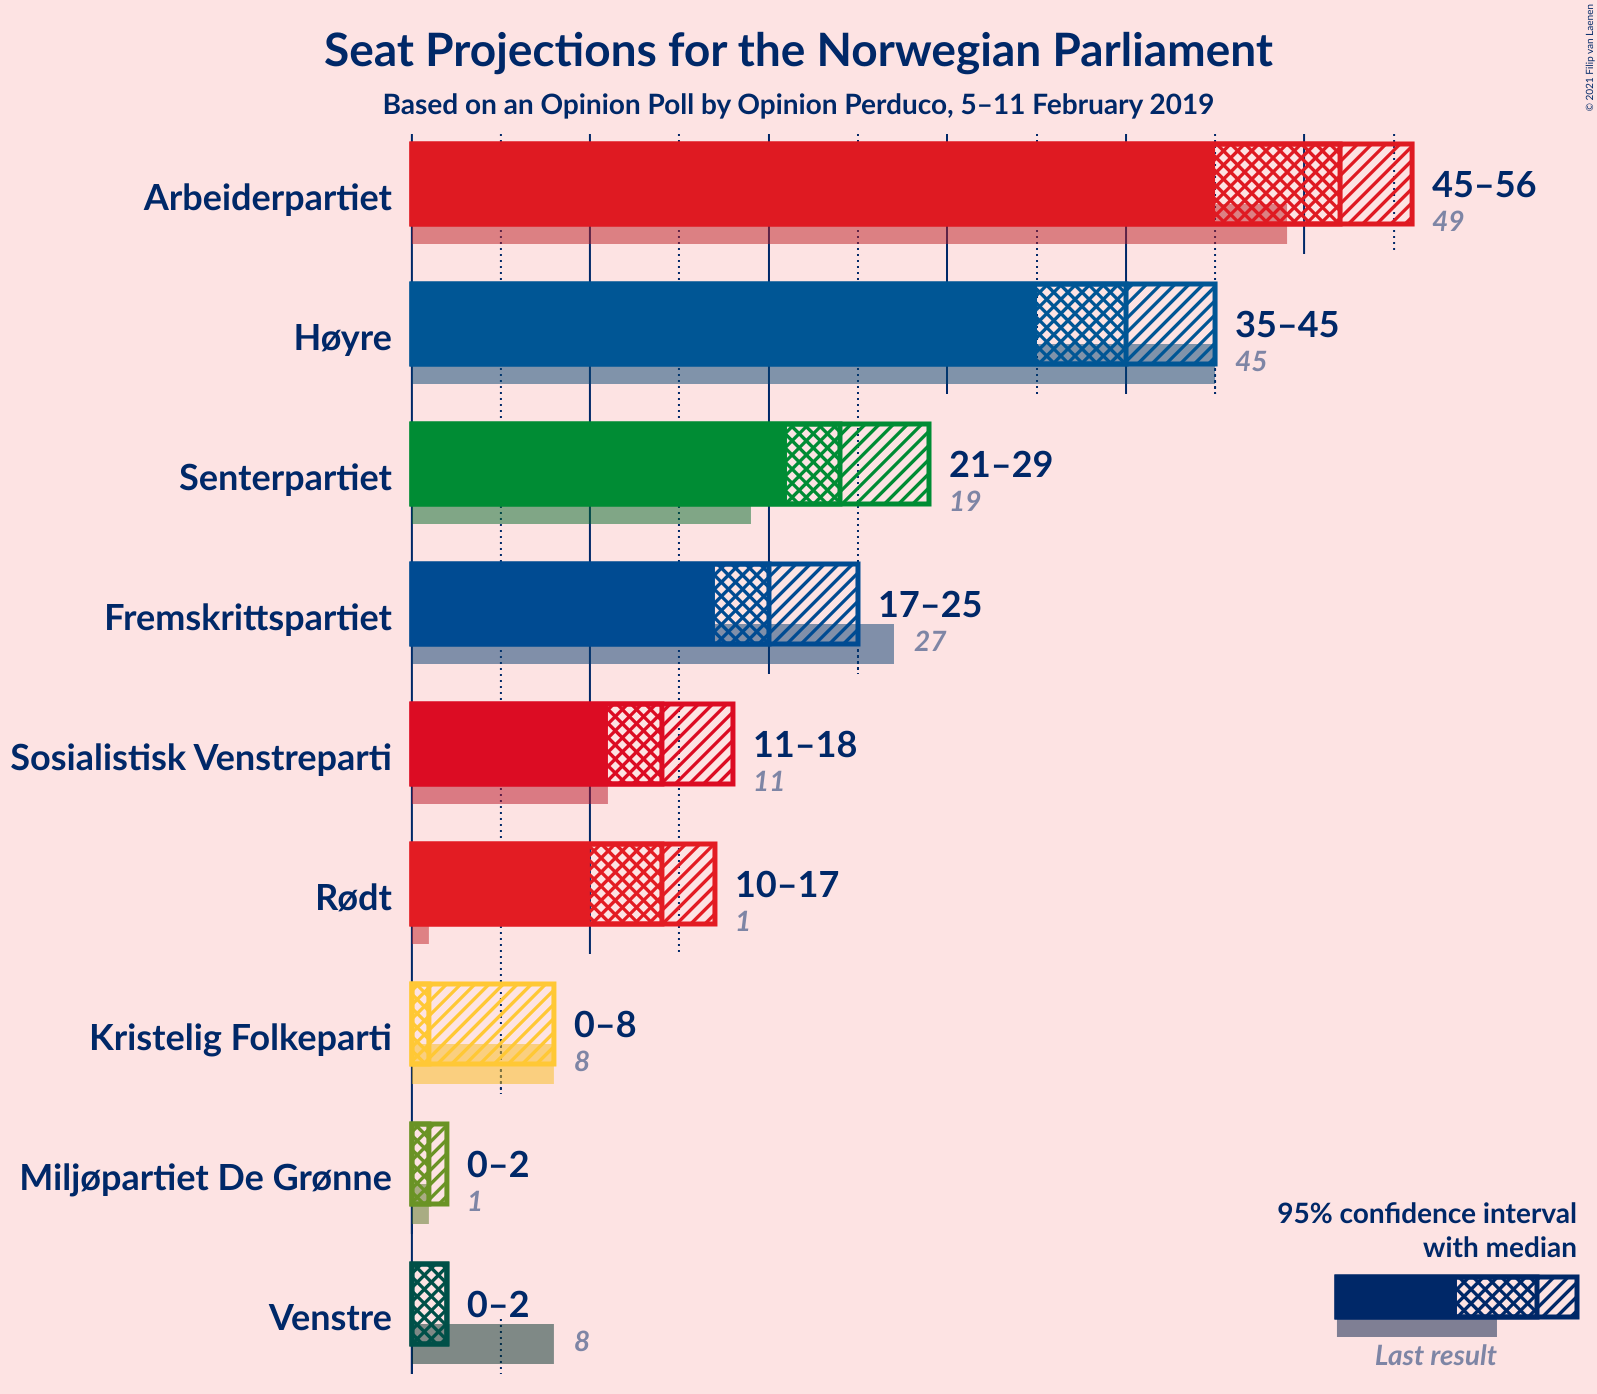 Seat Projections for the Norwegian Parliament
Based on an Opinion Poll by Opinion Perduco, 5–11 February 2019
© 2021 Filip van Laenen
Arbeiderpartiet
45–56
49
Høyre
35–45
45
Senterpartiet
21–29
19
Fremskrittspartiet
17–25
27
Sosialistisk Venstreparti
11–18
11
Rødt
10–17
1
Kristelig Folkeparti
0–8
8
Miljøpartiet De Grønne
0–2
1
Venstre
0–2
8
95% confidence interval
with median
Last result